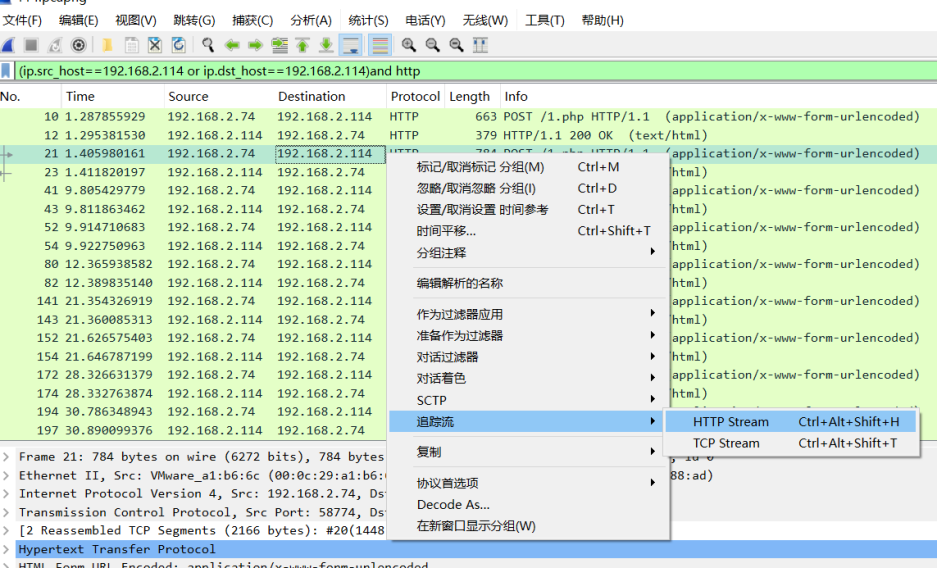 文件(F) 编辑(E) 视图(V) 跳转(G) 捕获(C) 分析(A) 统计(S) 电话(Y) 无线(W) 工具(T) 帮助(H)
(ip.src_host==192.168.2.114 or ip.dst_host==192.168.2.114)and http
No. Time Source Destination Protocol Length Info
10 1.287855929 192.168.2.74 192.168.2.114 HTTP 663 POST /1.php HTTP/1.1 (application/x-www-form-urlencoded)
12 1.295381530 192.168.2.114 192.168.2.74 HTTP 379 HTTP/1.1 200 OK (text/html)
21 1.405980161 192.168.2.74 192.168.2.114 HTTP 784 POST /1.php HTTP/1.1 (application/x-www-form-urlencoded)
23 1.411820197 192.168.2.114 192.168.2.74 html)
41 9.805429779 192.168.2.74 192.168.2.114 application/x-www-form-urlencoded)
43 9.811863462 192.168.2.114 192.168.2.74 html)
52 9.914710683 192.168.2.74 192.168.2.114 application/x-www-form-urlencoded)
54 9.922750963 192.168.2.114 192.168.2.74 html)
80 12.365938582 192.168.2.74 192.168.2.114 application/x-www-form-urlencoded)
82 12.389835140 192.168.2.114 192.168.2.74 html)
141 21.354326919 192.168.2.74 192.168.2.114 application/x-www-form-urlencoded)
143 21.360085313 192.168.2.114 192.168.2.74 html)
152 21.626575403 192.168.2.74 192.168.2.114 application/x-www-form-urlencoded)
154 21.646787199 192.168.2.114 192.168.2.74 html)
172 28.326631379 192.168.2.74 192.168.2.114 application/x-www-form-urlencoded)
174 28.332763874 192.168.2.114 192.168.2.74 html)
194 30.786348943 192.168.2.74 192.168.2.114 application/x-www-form-urlencoded)
197 30.890099376 192.168.2.114 192.168.2.74
标记/取消标记 分组(M) Ctrl+M
忽略/取消忽略 分组(I) Ctrl+D
设置/取消设置 时间参考 Ctrl+T
时间平移... Ctrl+Shift+T
分组注释
编辑解析的名称
作为过滤器应用
准备作为过滤器
对话过滤器
对话着色
SCTP
追踪流
复制
协议首选项
Decode As...
在新窗口显示分组(W)
HTTP Stream Ctrl+Alt+Shift+H
TCP Stream Ctrl+Alt+Shift+T
Frame 21: 784 bytes on wire (6272 bits), 784 bytes
Ethernet II, Src: VMware_a1:b6:6c (00:0c:29:a1:b6: 88:ad)
Internet Protocol Version 4, Src: 192.168.2.74, Ds
Transmission Control Protocol, Src Port: 58774, Ds
[2 Reassembled TCP Segments (2166 bytes): #20(1448
Hypertext Transfer Protocol
HTML Form URL Encoded: application/x-www-form-urlencoded